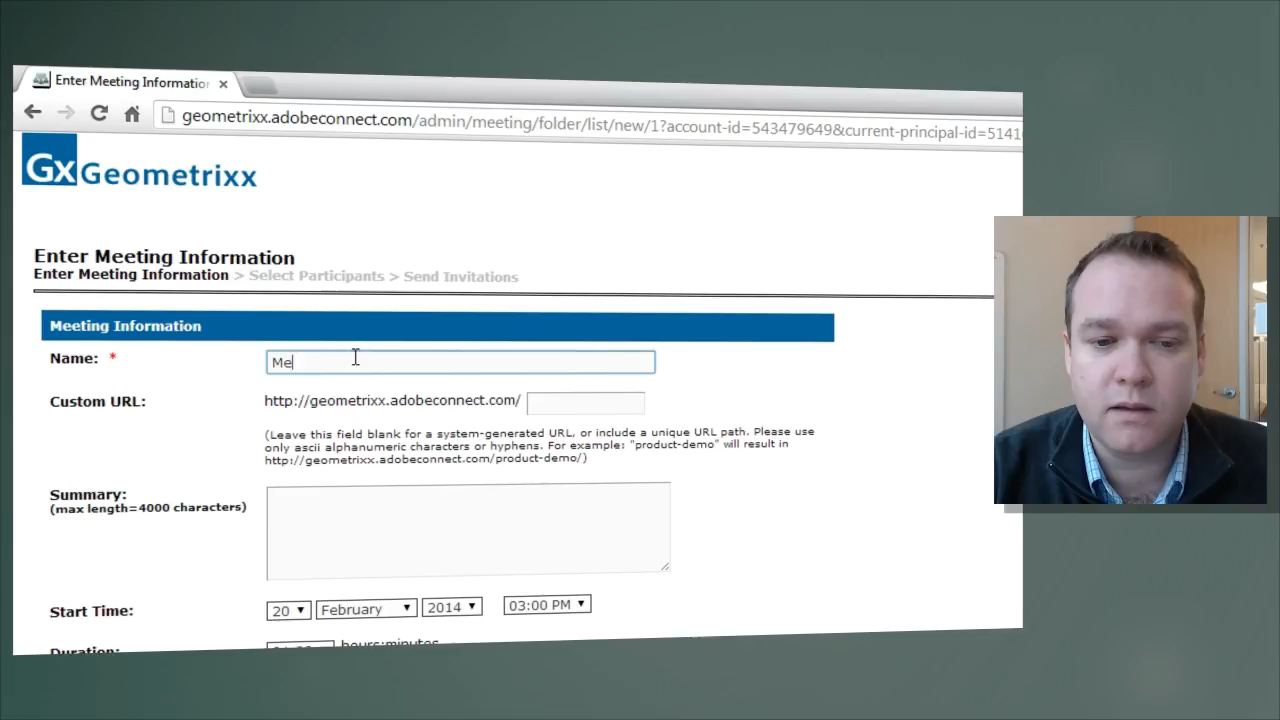 Enter Meeting Information
geometrixx.adobeconnect.com/admin/meeting/folder/list/new/1?account-id=543479649&current-principal-id=5141
Gx Geometrixx
Enter Meeting Information
Enter Meeting Information > Select Participants > Send Invitations
Meeting Information
Name: * Me
Custom URL: http://geometrixx.adobeconnect.com/
(Leave this field blank for a system-generated URL, or include a unique URL path. Please use
only ascii alphanumeric characters or hyphens. For example: "product-demo" will result in
http://geometrixx.adobeconnect.com/product-demo/)
Summary:
(max length=4000 characters)
Start Time: 20 February 2014 03:00 PM
Duration: hours:minutes